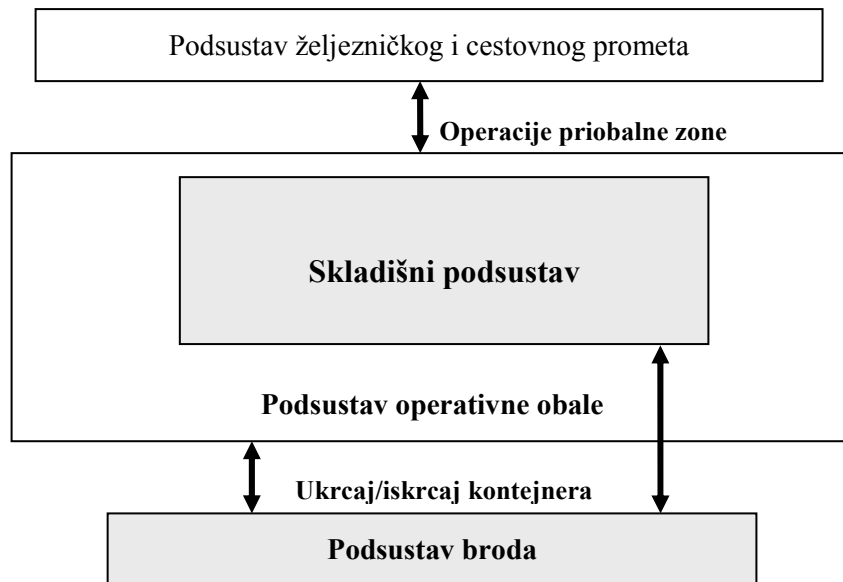 Podsustav željezničkog i cestovnog prometa
Operacije priobalne zone
Skladišni podsustav
Podsustav operativne obale
Ukrcaj/iskrcaj kontejnera
Podsustav broda